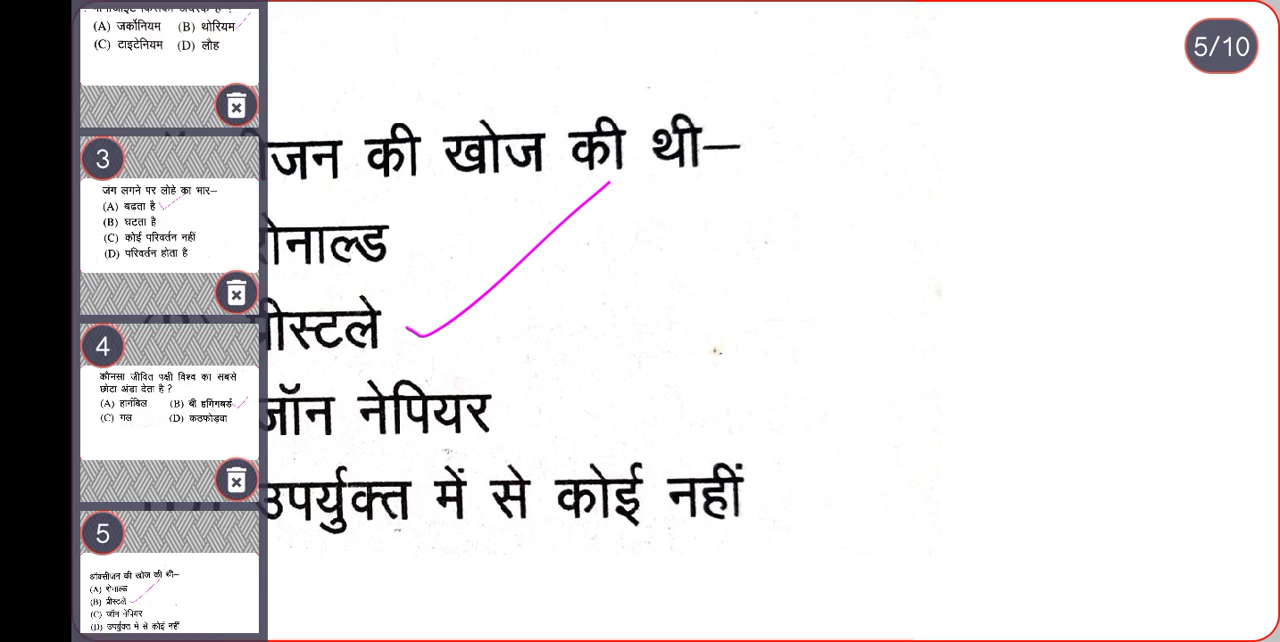 (A) जर्कोनियम (B) थोरियम
(C) टाइटेनियम (D) लौह
3
जंग लगने पर लोहे का भार–
(A) बढता है
(B) घटता है
(C) कोई परिवर्तन नहीं
(D) परिवर्तन होता है
4
कौनसा जीवित पक्षी विश्व का सबसे
छोटा अंडा देता है ?
(A) हार्नबिल (B) बी हमिंगबर्ड
(C) गल (D) कठफोड़वा
5
ऑक्सीजन की खोज की थी–
(A) रोनाल्ड
(B) प्रीस्टले
(C) जॉन नेपियर
(D) उपर्युक्त में से कोई नहीं
5/10
जन की खोज की थी–
रोनाल्ड
प्रीस्टले
जॉन नेपियर
उपर्युक्त में से कोई नहीं